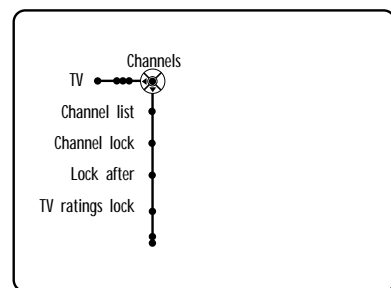 Channels
TV
Channel list
Channel lock
Lock after
TV ratings lock